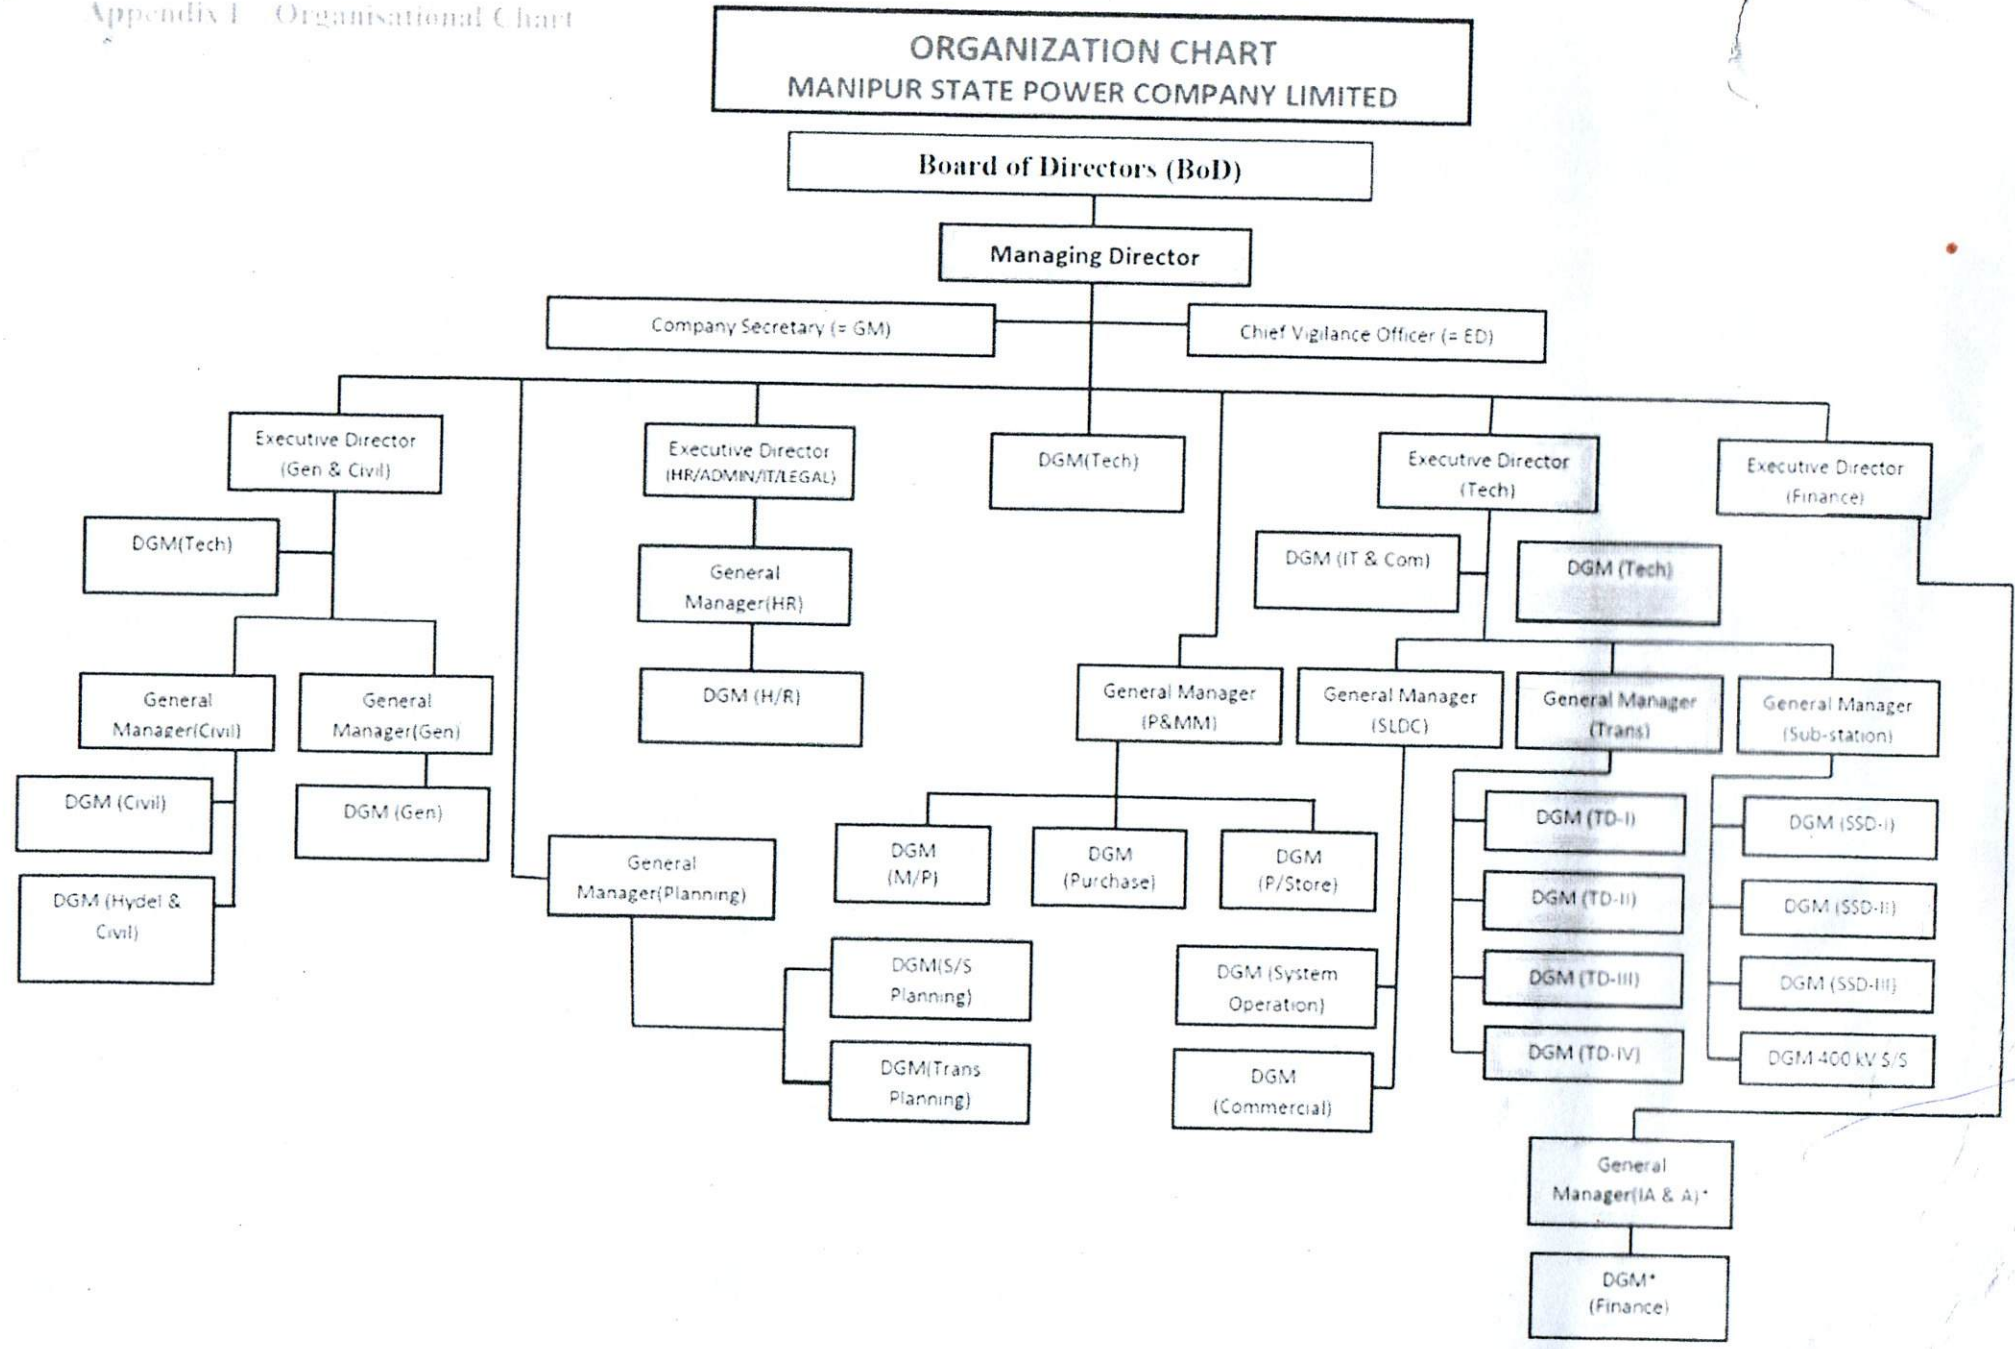 Appendix I Organisational Chart
ORGANIZATION CHART
MANIPUR STATE POWER COMPANY LIMITED
Board of Directors (BoD)
Managing Director
Company Secretary (= GM)
Chief Vigilance Officer (= ED)
Executive Director
(Gen & Civil)
Executive Director
(HR/ADMIN/IT/LEGAL)
DGM(Tech)
Executive Director
(Tech)
Executive Director
(Finance)
DGM(Tech)
General
Manager(HR)
DGM (IT & Com)
DGM (Tech)
General
Manager(Civil)
General
Manager(Gen)
DGM (H/R)
General Manager
(P&MM)
General Manager
(SLDC)
General Manager
(Trans)
General Manager
(Sub-station)
DGM (Civil)
DGM (Gen)
DGM (Hydel &
Civil)
General
Manager(Planning)
DGM
(M/P)
DGM
(Purchase)
DGM
(P/Store)
DGM (TD-I)
DGM (SSD-I)
DGM (TD-II)
DGM (SSD-II)
DGM(S/S
Planning)
DGM (System
Operation)
DGM (TD-III)
DGM (SSD-III)
DGM(Trans
Planning)
DGM
(Commercial)
DGM (TD-IV)
DGM 400 kV S/S
General
Manager(IA & A)*
DGM*
(Finance)